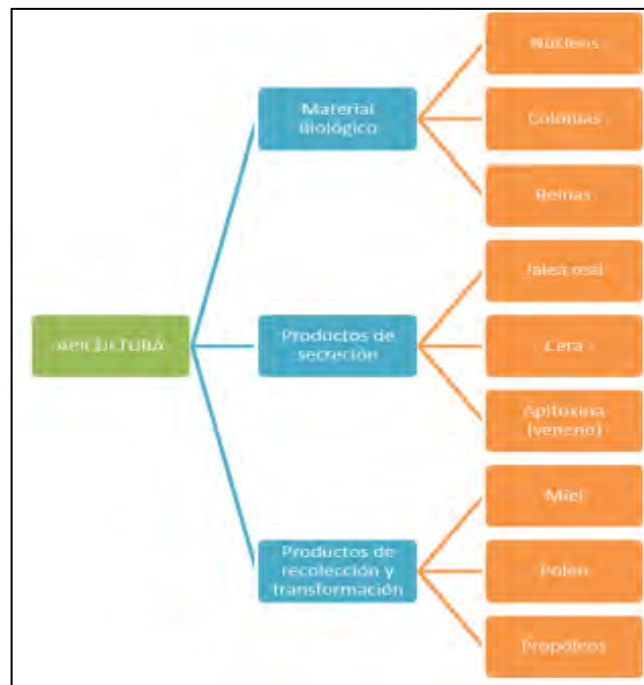 APICULTURA
Material
Biológico
Núcleos
Colonias
Reinas
Productos de
secreción
Jalea real
Cera
Apitoxina
(veneno)
Productos de
recolección y
transformación
Miel
Polen
Propóleos